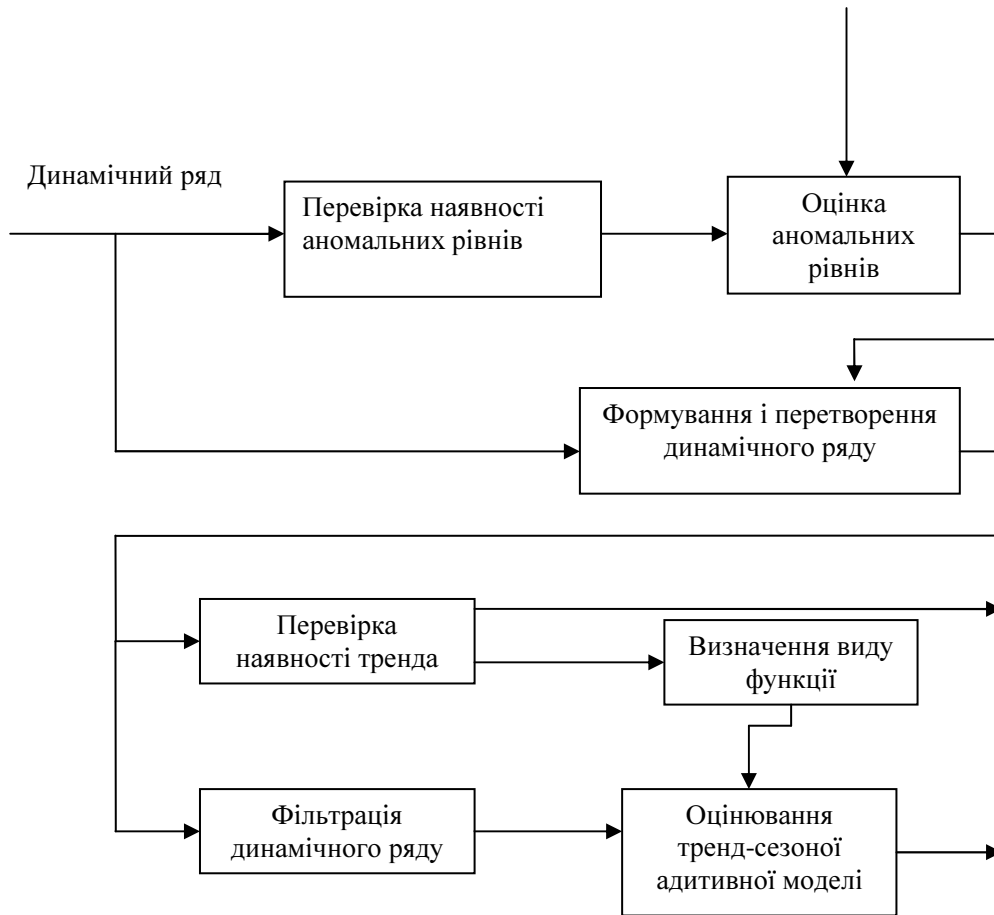 Динамічний ряд
Перевірка наявності
аномальних рівнів
Оцінка
аномальних
рівнів
Формування і перетворення
динамічного ряду
Перевірка
наявності тренда
Визначення виду
функції
Фільтрація
динамічного ряду
Оцінювання
тренд-сезоної
адитивної моделі